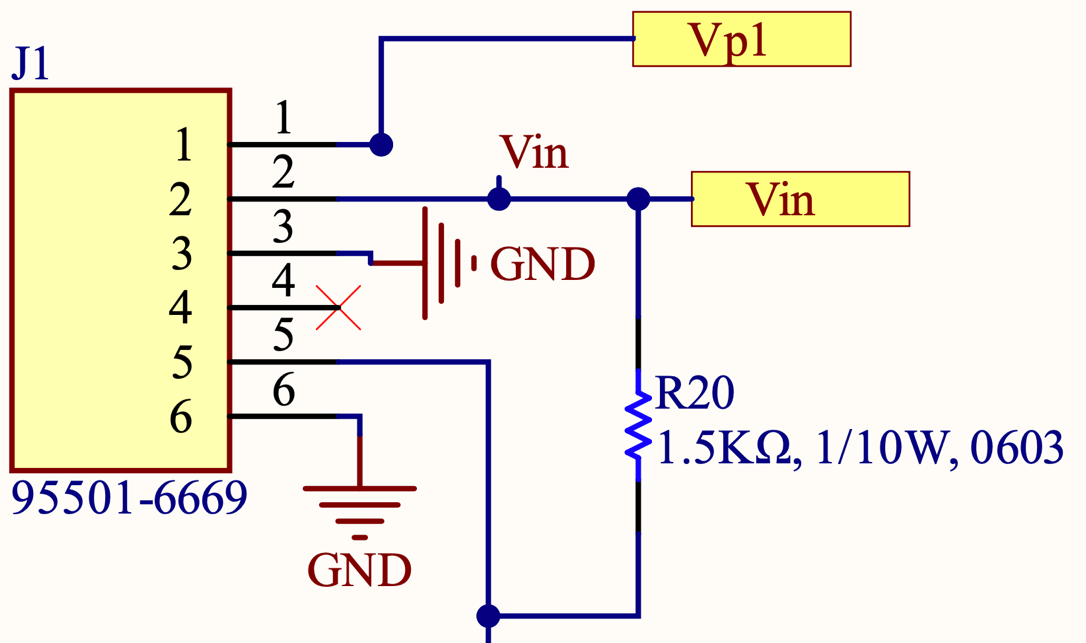 Vp1
J1
1 1
Vin
2 2
Vin
3 3
GND
4 4
5 5
6 6
R20
1.5KΩ, 1/10W, 0603
95501-6669
GND